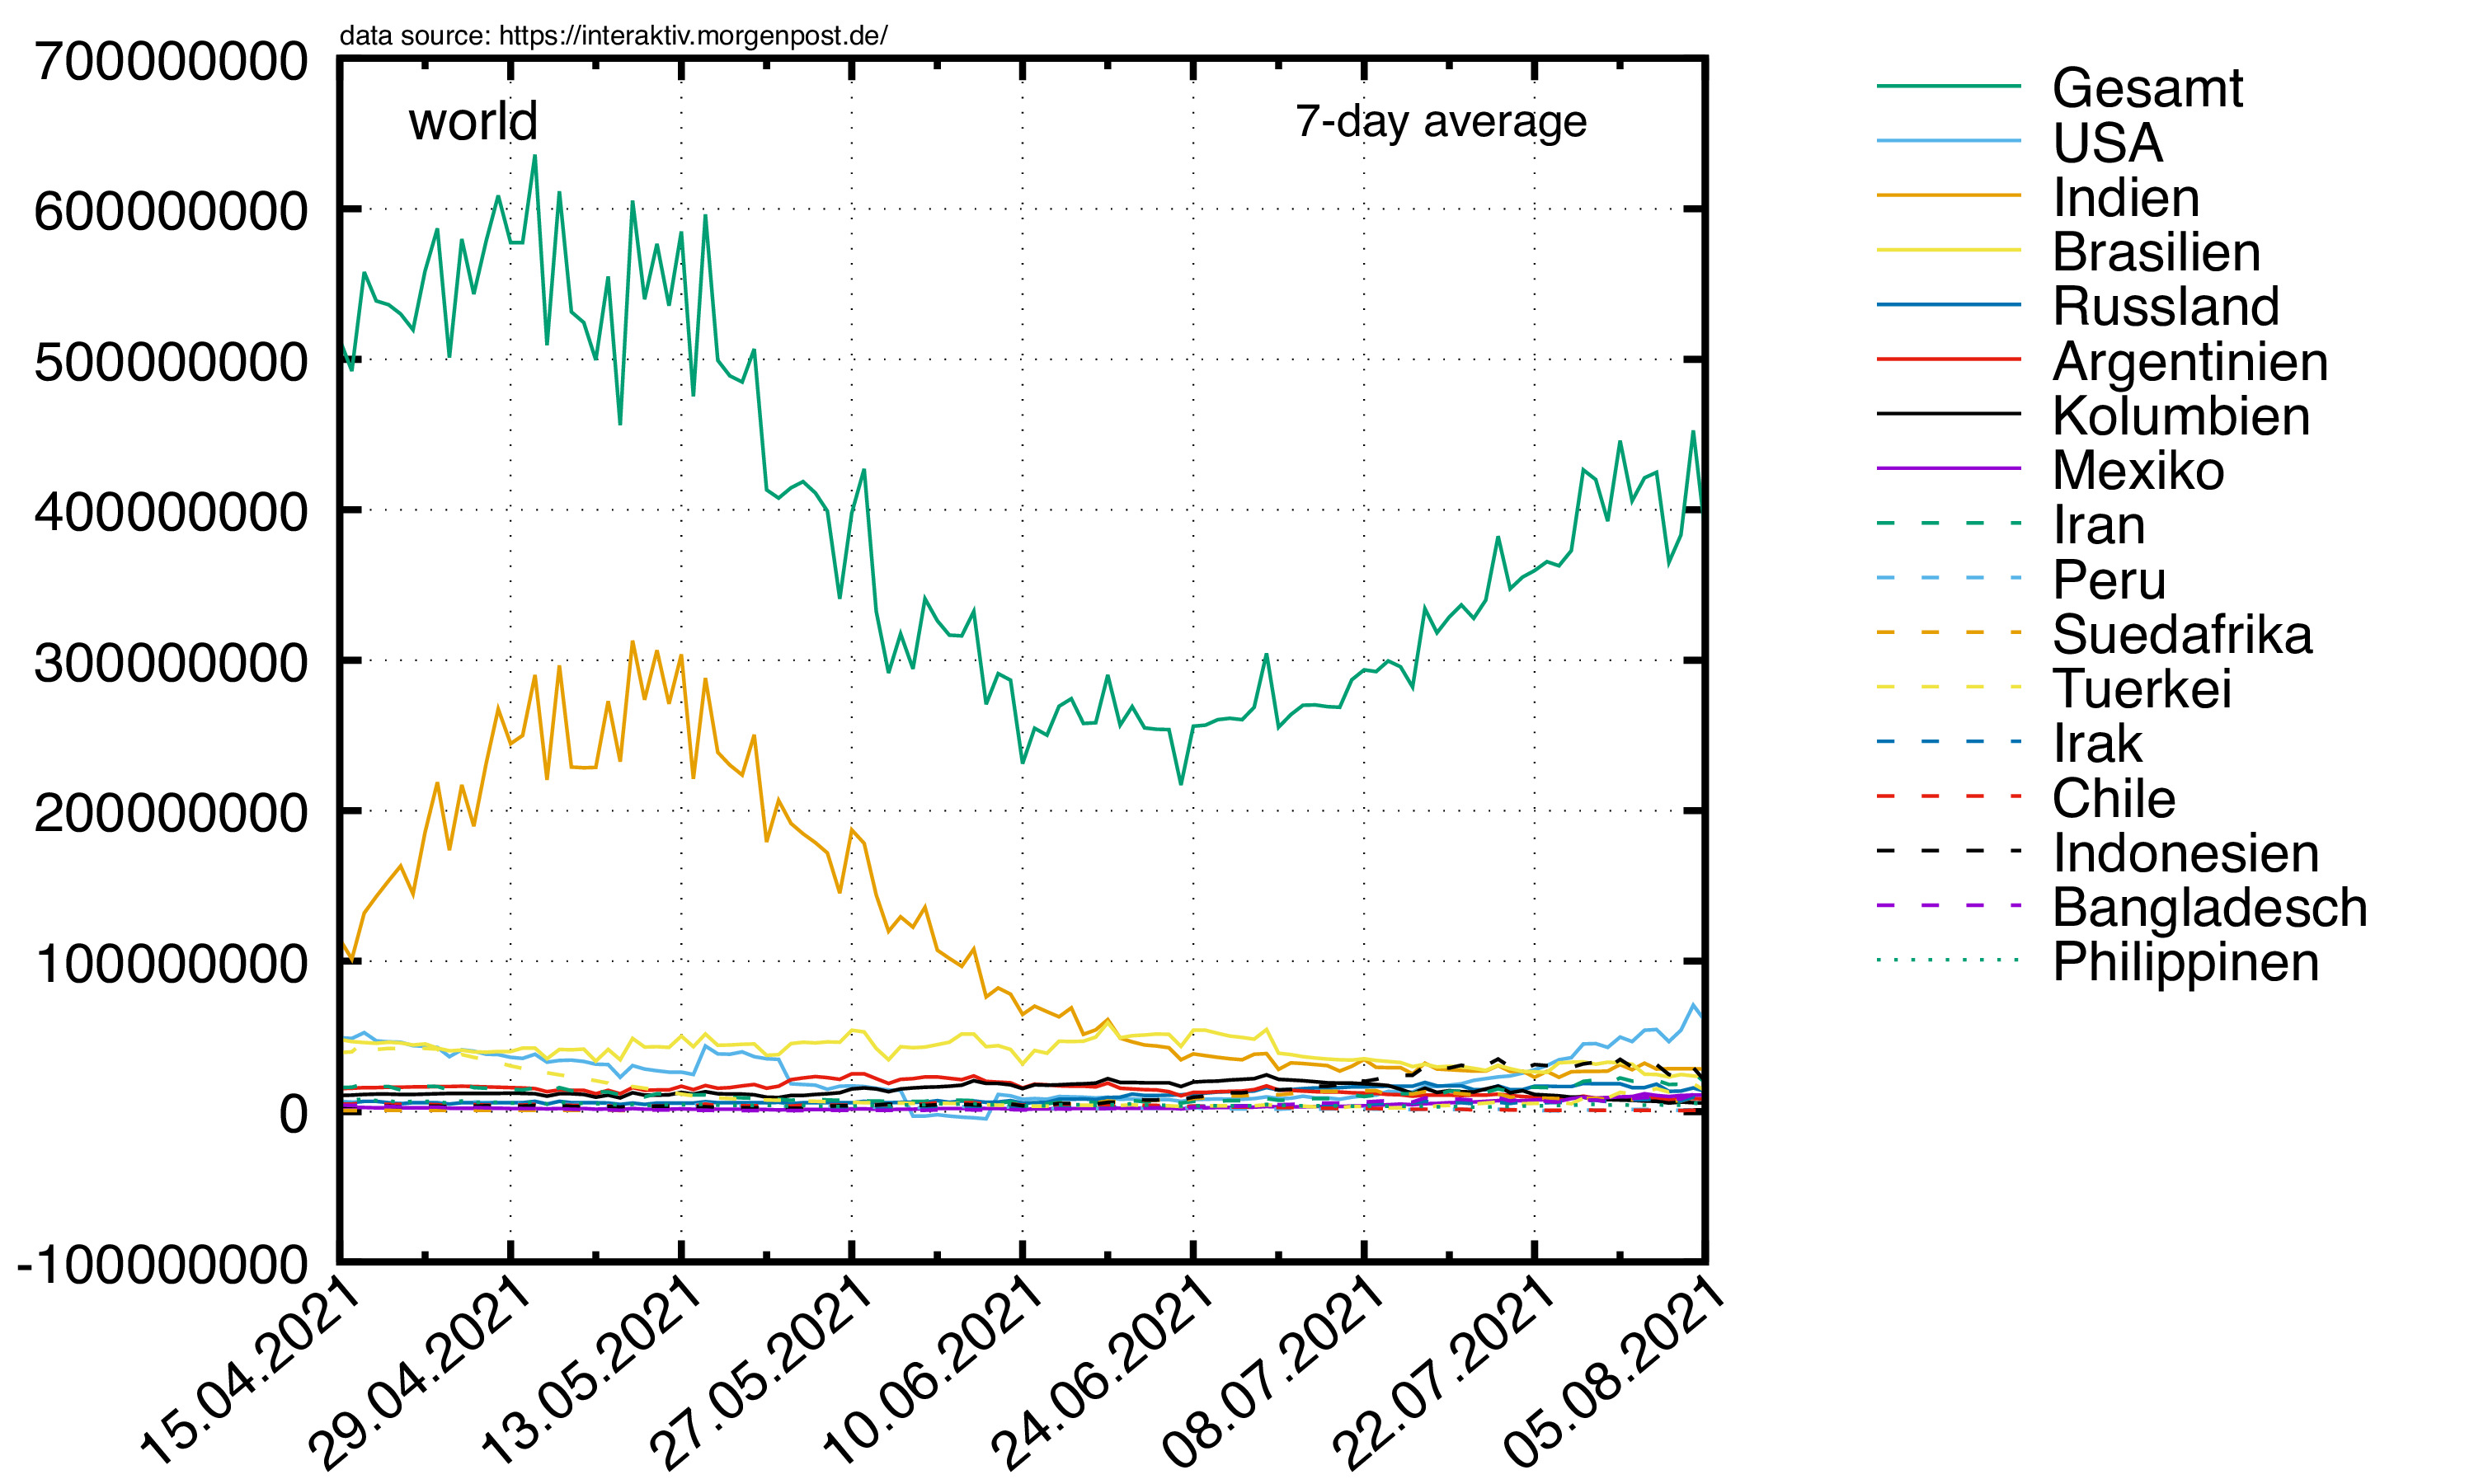 data source: https://interaktiv.morgenpost.de/
700000000
600000000
500000000
400000000
300000000
200000000
100000000
0
-100000000
world
7-day average
15.04.2021
29.04.2021
13.05.2021
27.05.2021
10.06.2021
24.06.2021
08.07.2021
22.07.2021
05.08.2021
Gesamt
USA
Indien
Brasilien
Russland
Argentinien
Kolumbien
Mexiko
Iran
Peru
Suedafrika
Tuerkei
Irak
Chile
Indonesien
Bangladesch
Philippinen